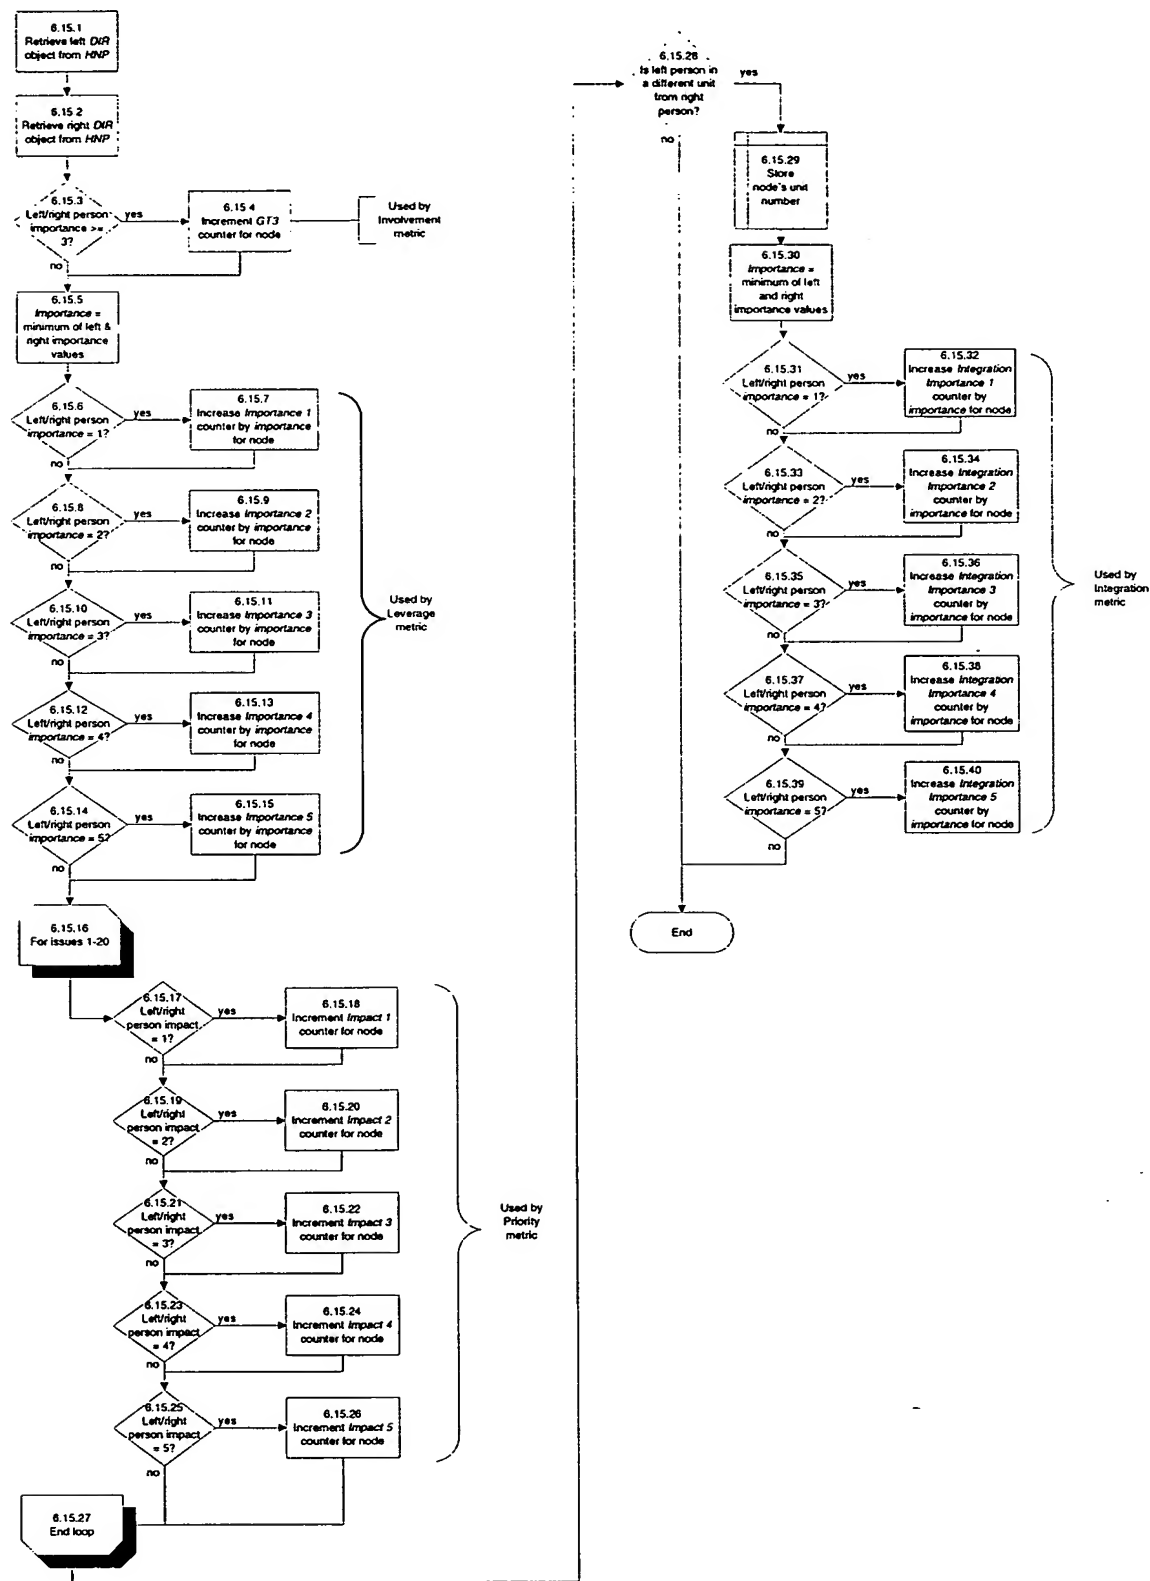 6.15.1
Retrieve left DIR
object from HNP
6.15 2
Retrieve right DIR
object from HNP
6.15.3
Left/right person
importance >=
3?
yes
no
6.15 4
Increment GT3
counter for node
Used by
Involvement
metric
6.15.5
Importance =
minimum of left &
right importance
values
6.15.6
Left/right person
importance = 1?
yes
no
6.15.7
Increase Importance 1
counter by importance
for node
6.15.8
Left/right person
importance = 2?
yes
no
6.15.9
Increase Importance 2
counter by importance
for node
6.15.10
Left/right person
importance = 3?
yes
no
6.15.11
Increase Importance 3
counter by importance
for node
6.15.12
Left/right person
importance = 4?
yes
no
6.15.13
Increase Importance 4
counter by importance
for node
6.15.14
Left/right person
importance = 5?
yes
no
6.15.15
Increase Importance 5
counter by importance
for node
Used by
Leverage
metric
6.15.16
For issues 1-20
6.15.17
Left/right
person impact
= 1?
yes
no
6.15.18
Increment Impact 1
counter for node
6.15.19
Left/right
person impact
= 2?
yes
no
6.15.20
Increment Impact 2
counter for node
6.15.21
Left/right
person impact
= 3?
yes
no
6.15.22
Increment Impact 3
counter for node
6.15.23
Left/right
person impact
= 4?
yes
no
6.15.24
Increment Impact 4
counter for node
6.15.25
Left/right
person impact
= 5?
yes
no
6.15.26
Increment Impact 5
counter for node
Used by
Priority
metric
6.15.27
End loop
6.15.28
Is left person in
a different unit
from right
person?
yes
no
6.15.29
Store
node's unit
number
6.15.30
Importance =
minimum of left
and right
importance values
6.15.31
Left/right person
importance = 1?
yes
no
6.15.32
Increase Integration
Importance 1
counter by
importance for node
6.15.33
Left/right person
importance = 2?
yes
no
6.15.34
Increase Integration
Importance 2
counter by
importance for node
6.15.35
Left/right person
importance = 3?
yes
no
6.15.36
Increase Integration
Importance 3
counter by
importance for node
6.15.37
Left/right person
importance = 4?
yes
no
6.15.38
Increase Integration
Importance 4
counter by
importance for node
6.15.39
Left/right person
importance = 5?
yes
no
6.15.40
Increase Integration
Importance 5
counter by
importance for node
Used by
Integration
metric
End